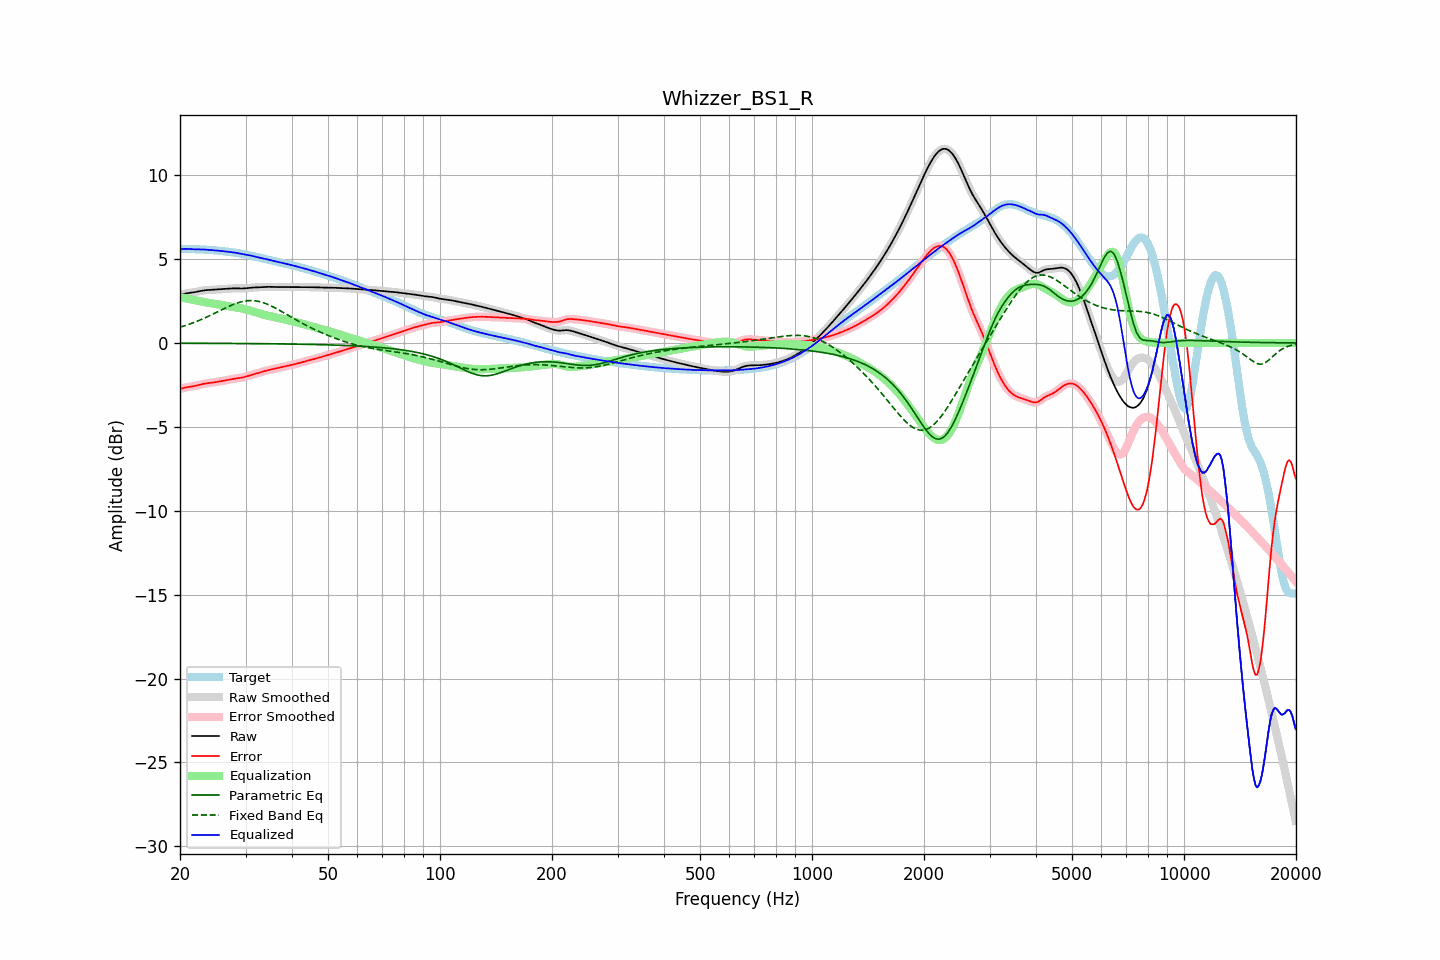 Whizzer_BS1_R
Amplitude (dBr)
10
5
0
−5
−10
−15
−20
−25
−30
Target
Raw Smoothed
Error Smoothed
Raw
Error
Equalization
Parametric Eq
Fixed Band Eq
Equalized
20 50 100 200 500 1000 2000 5000 10000 20000
Frequency (Hz)